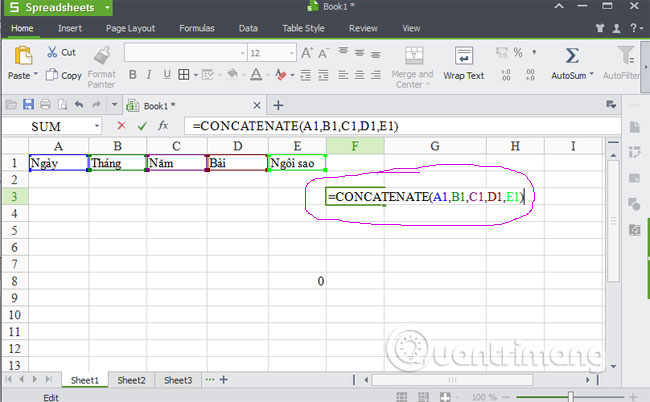 Spreadsheets Book1 *
Home Insert Page Layout Formulas Data Table Style Review View
Cut
Paste Copy Format Painter B I U 12 A A Merge and Center Wrap Text AutoSum AutoFilter
Book1 *
SUM =CONCATENATE(A1,B1,C1,D1,E1)
A B C D E F G H I
1 Ngày Tháng Năm Bài Ngôi sao
2
3 =CONCATENATE(A1,B1,C1,D1,E1)
4
5
6
7
8 0
9
10
11
12
13
Quantrimang
Sheet1 Sheet2 Sheet3 ...
Edit 100 %